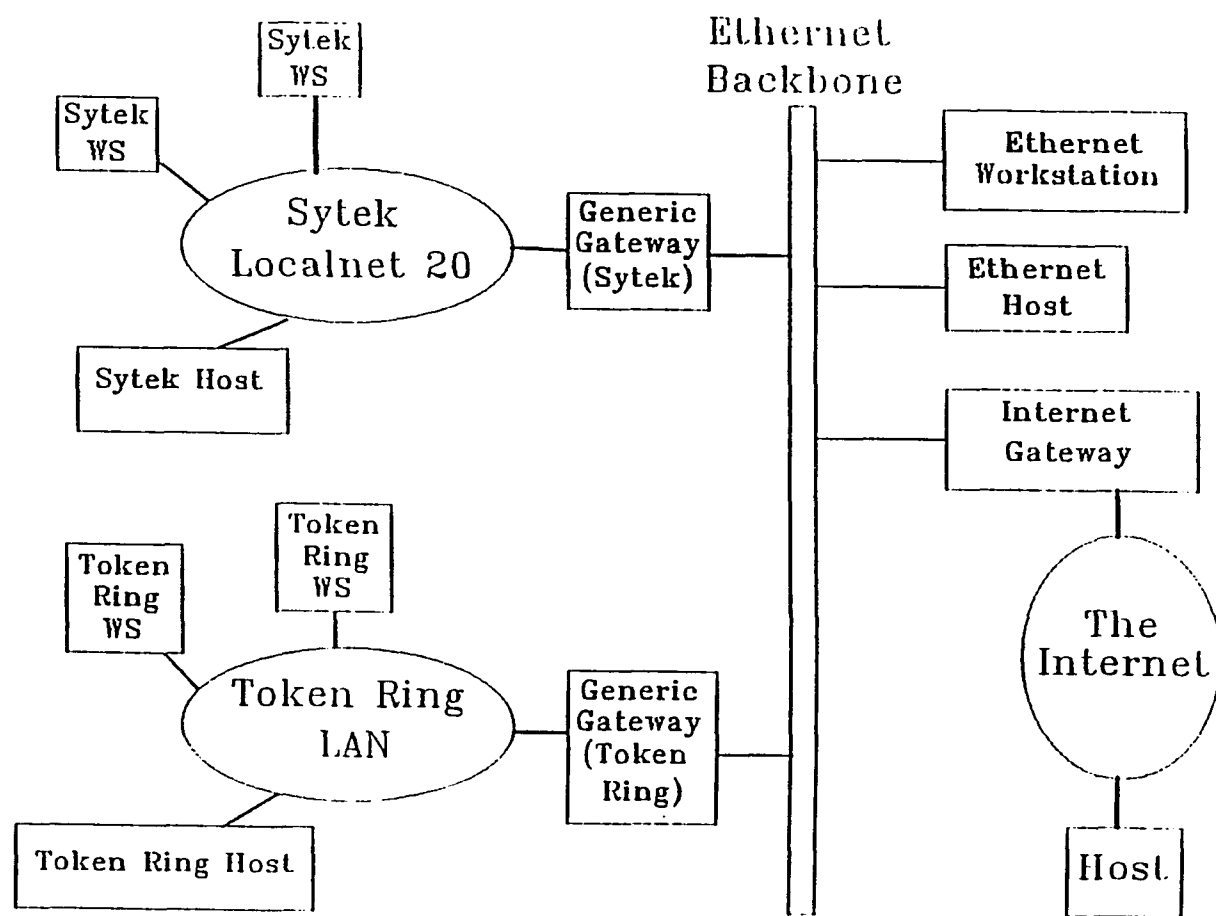 Sytek
WS
Ethernet
Backbone
Sytek
WS
Ethernet
Workstation
Sytek
Localnet 20
Generic
Gateway
(Sytek)
Ethernet
Host
Sytek Host
Internet
Gateway
Token
Ring
WS
Token
Ring
WS
The
Internet
Token Ring
LAN
Generic
Gateway
(Token
Ring)
Token Ring Host
Host